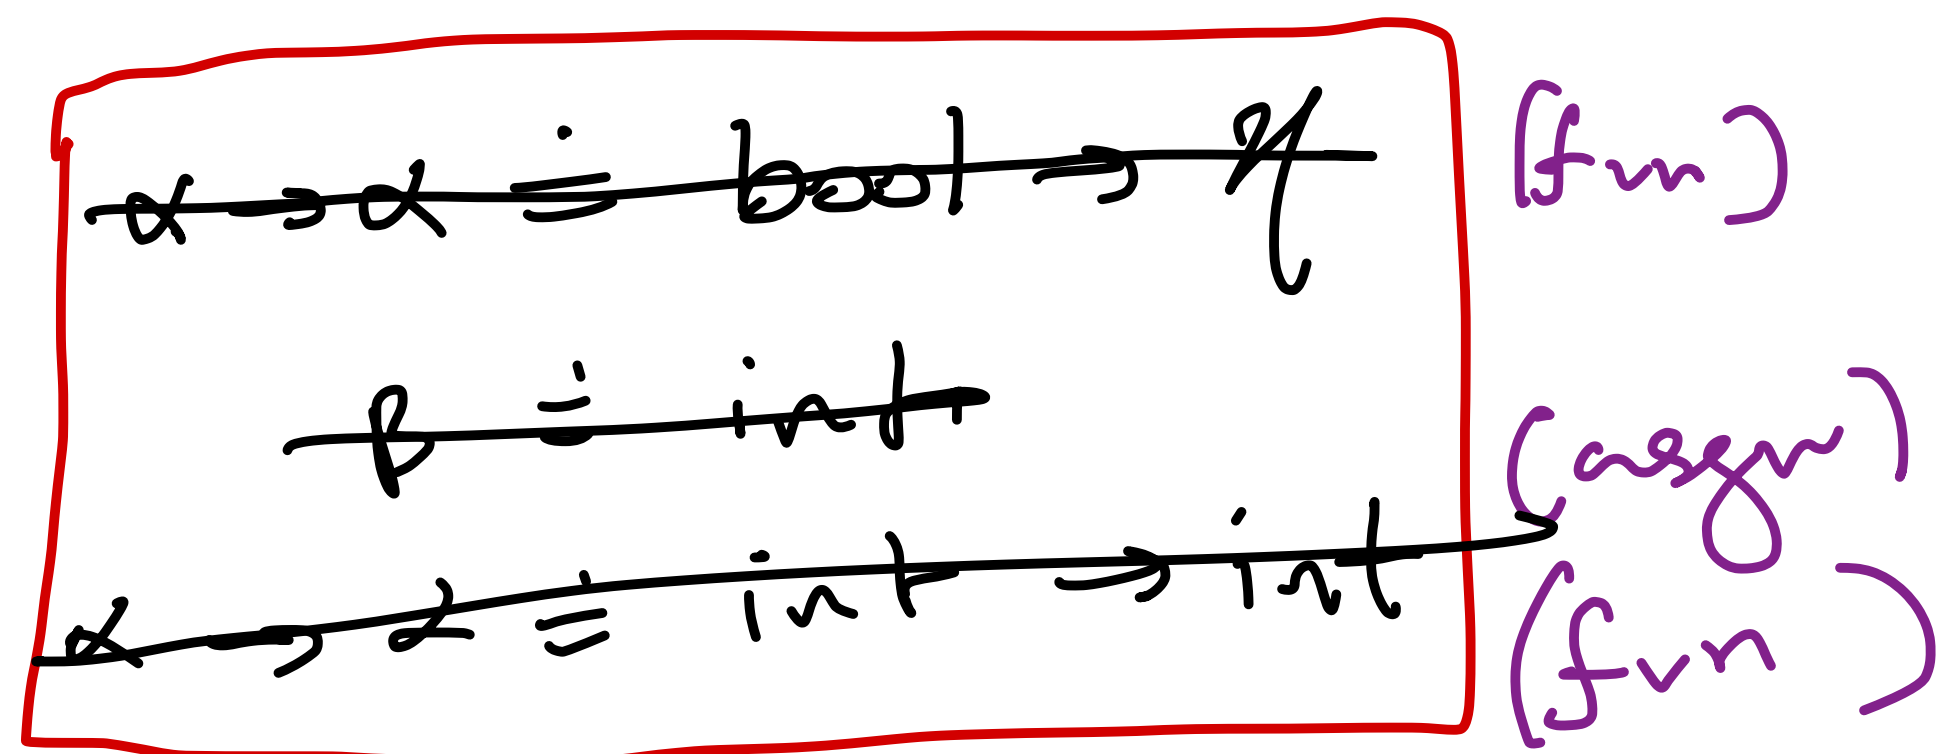 α → α ≐ bool → η (fun)
β ≐ int (asgn)
α → α ≐ int → int (fun)